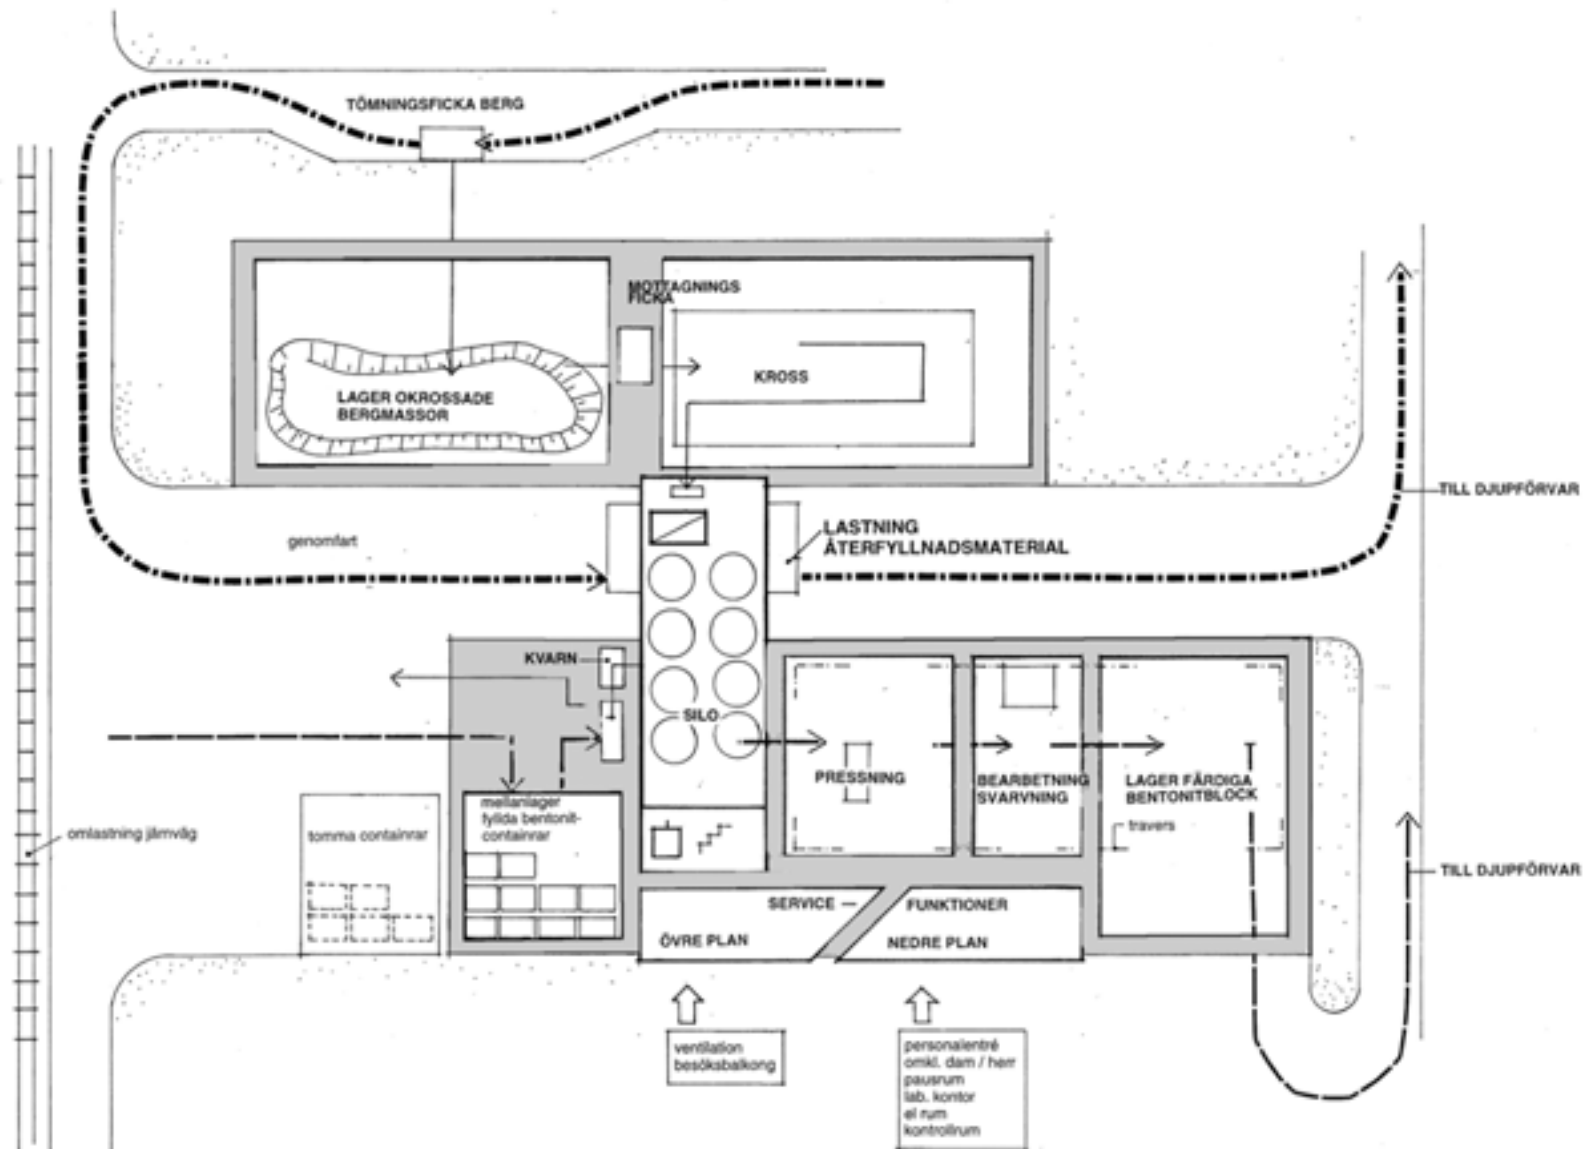 TÖMNINGSFICKA BERG
MOTTAGNINGS
FICKA
KROSS
LAGER OKROSSADE
BERGMASSOR
TILL DJUPFÖRVAR
LASTNING
ÅTERFYLLNADSMATERIAL
genomfart
KVARN
SILO
PRESSNING
BEARBETNING
SVARVNING
LAGER FÄRDIGA
BENTONITBLOCK
travers
mellanlager
fyllda bentonit-
containrar
tomma containrar
omlastning järnväg
TILL DJUPFÖRVAR
SERVICE –
FUNKTIONER
ÖVRE PLAN
NEDRE PLAN
ventilation
besöksbalkong
personalentré
omkl. dam / herr
pausrum
lab. kontor
el rum
kontrollrum